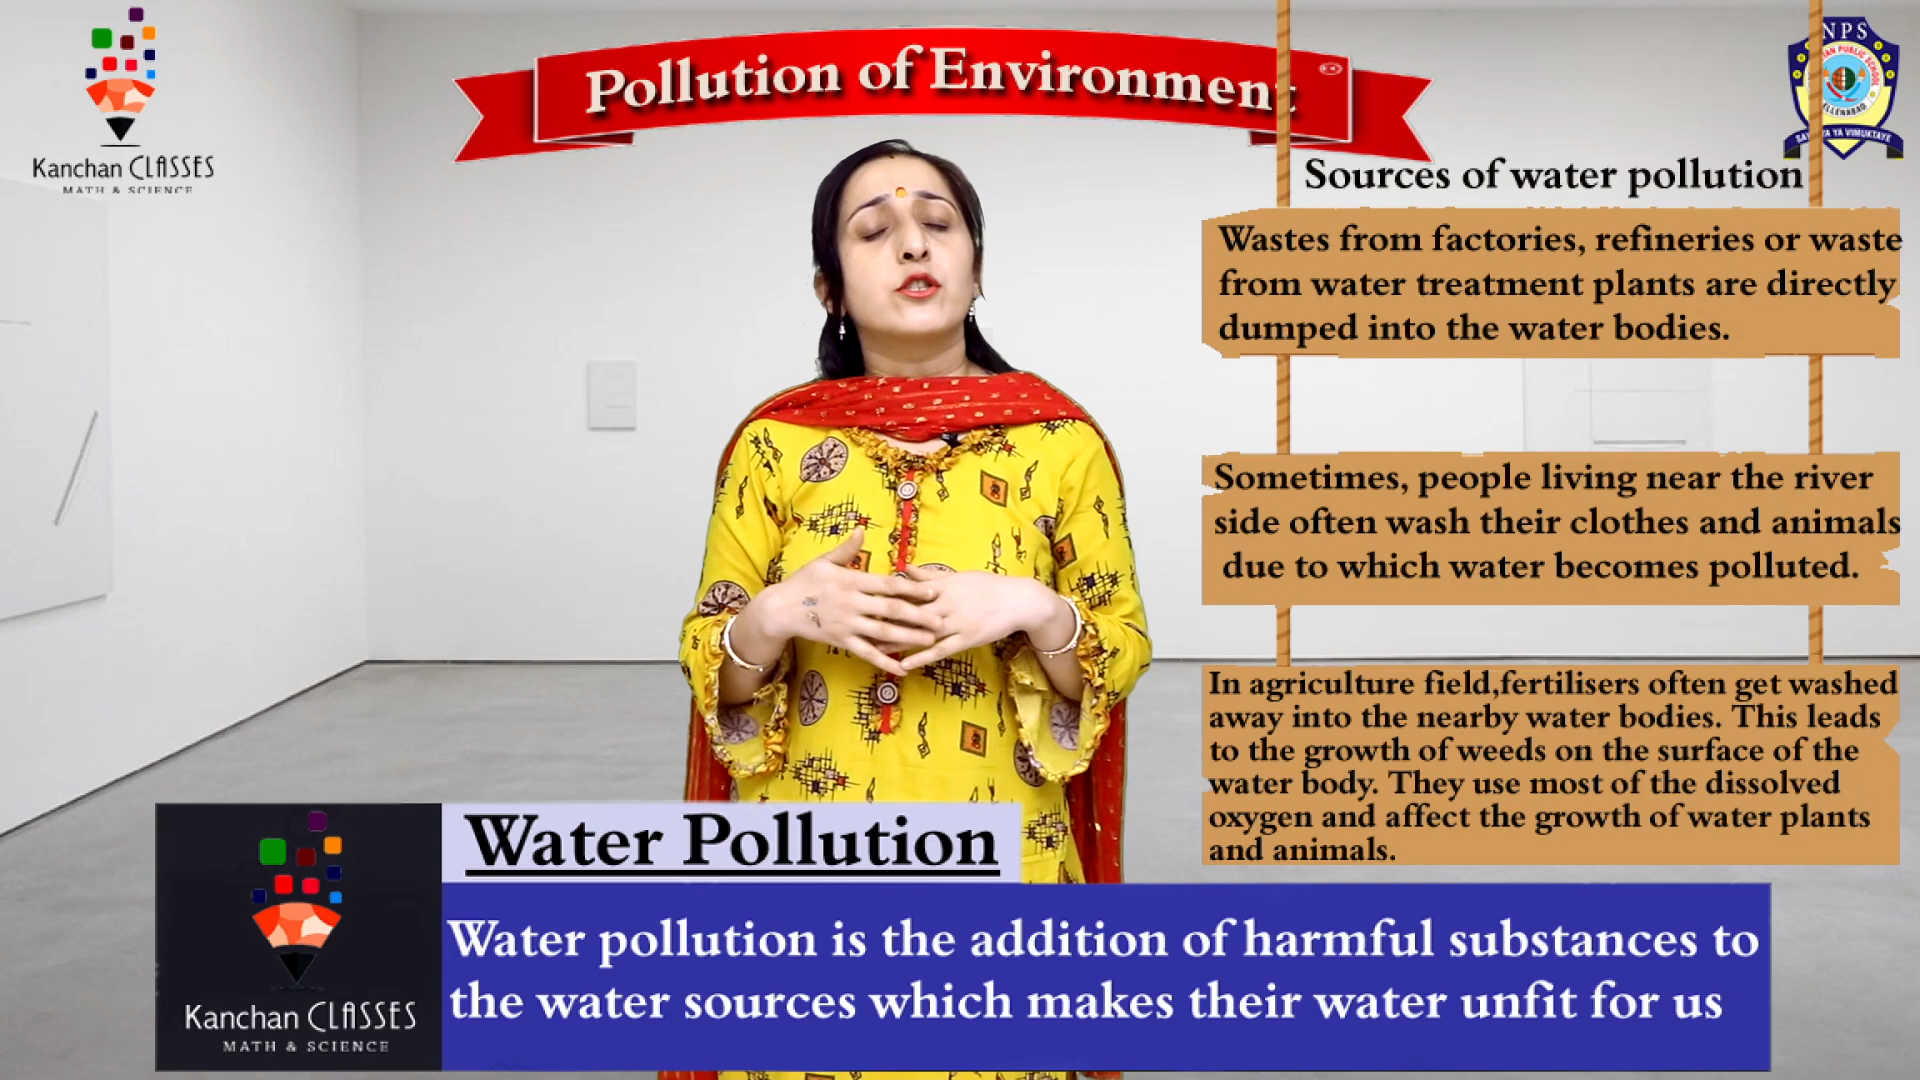 Kanchan CLASSES
MATH & SCIENCE
Pollution of Environment
NPS
ELLENABAD
SA VIDYA YA VIMUKTAYE
Sources of water pollution
Wastes from factories, refineries or waste
from water treatment plants are directly
dumped into the water bodies.
Sometimes, people living near the river
side often wash their clothes and animals
due to which water becomes polluted.
In agriculture field,fertilisers often get washed
away into the nearby water bodies. This leads
to the growth of weeds on the surface of the
water body. They use most of the dissolved
oxygen and affect the growth of water plants
and animals.
Water Pollution
Water pollution is the addition of harmful substances to
the water sources which makes their water unfit for us
Kanchan CLASSES
MATH & SCIENCE